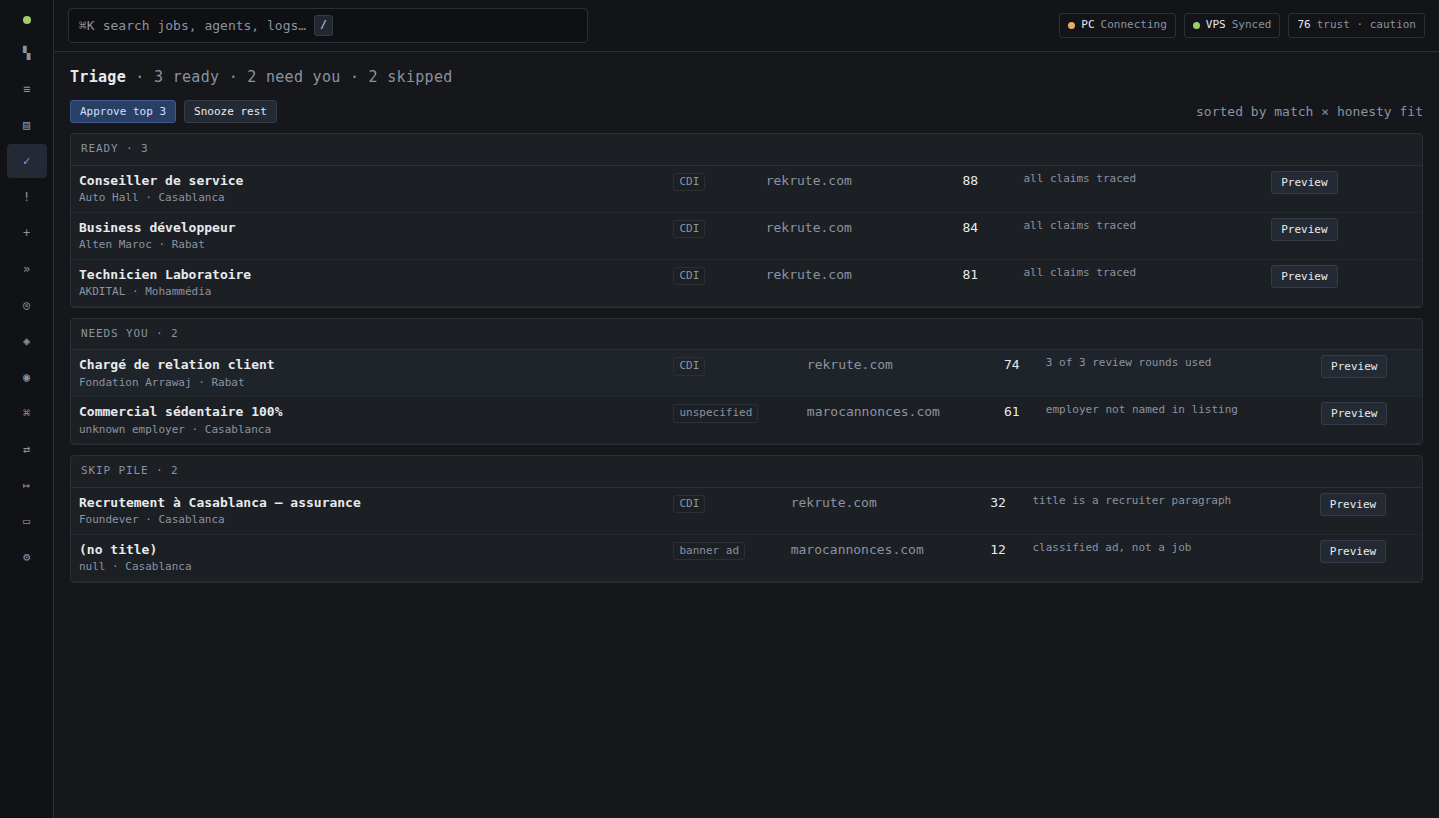 ⌘K search jobs, agents, logs… /
PC Connecting
VPS Synced
76 trust · caution
Triage · 3 ready · 2 need you · 2 skipped
Approve top 3
Snooze rest
sorted by match × honesty fit
READY · 3
Conseiller de service CDI rekrute.com 88 all claims traced Preview
Auto Hall · Casablanca
Business développeur CDI rekrute.com 84 all claims traced Preview
Alten Maroc · Rabat
Technicien Laboratoire CDI rekrute.com 81 all claims traced Preview
AKDITAL · Mohammédia
NEEDS YOU · 2
Chargé de relation client CDI rekrute.com 74 3 of 3 review rounds used Preview
Fondation Arrawaj · Rabat
Commercial sédentaire 100% unspecified marocannonces.com 61 employer not named in listing Preview
unknown employer · Casablanca
SKIP PILE · 2
Recrutement à Casablanca — assurance CDI rekrute.com 32 title is a recruiter paragraph Preview
Foundever · Casablanca
(no title) banner ad marocannonces.com 12 classified ad, not a job Preview
null · Casablanca